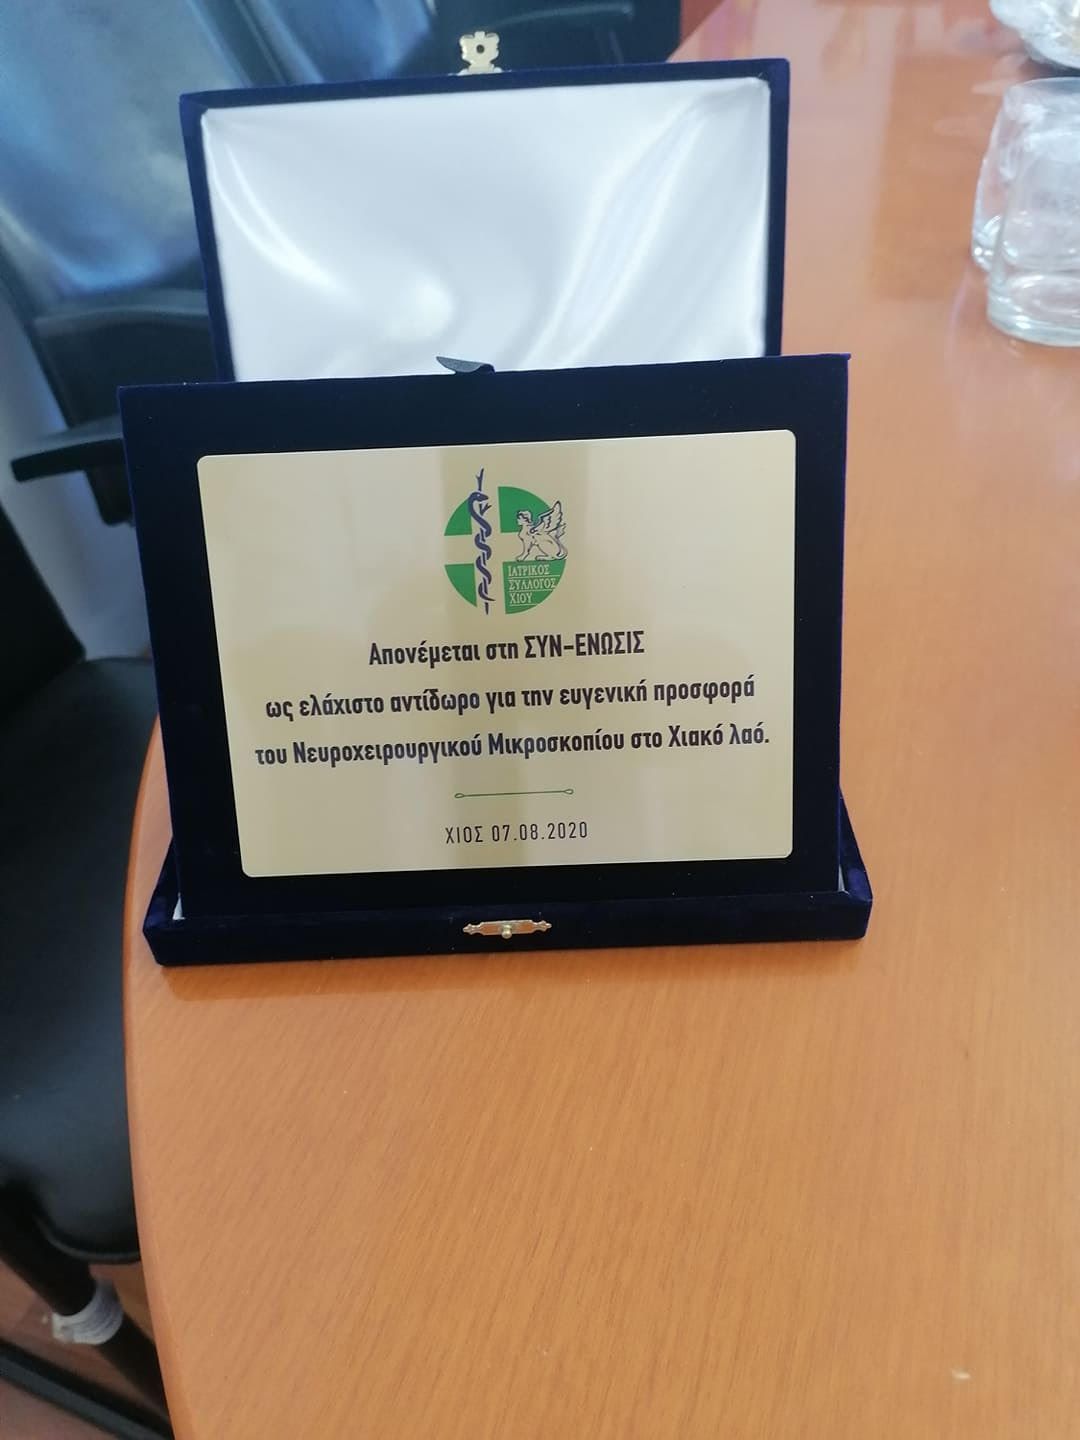 ΙΑΤΡΙΚΟΣ
ΣΥΛΛΟΓΟΣ
ΧΙΟΥ
Απονέμεται στη ΣΥΝ-ΕΝΩΣΙΣ
ως ελάχιστο αντίδωρο για την ευγενική προσφορά
του Νευροχειρουργικού Μικροσκοπίου στο Χιακό λαό.
ΧΙΟΣ 07.08.2020